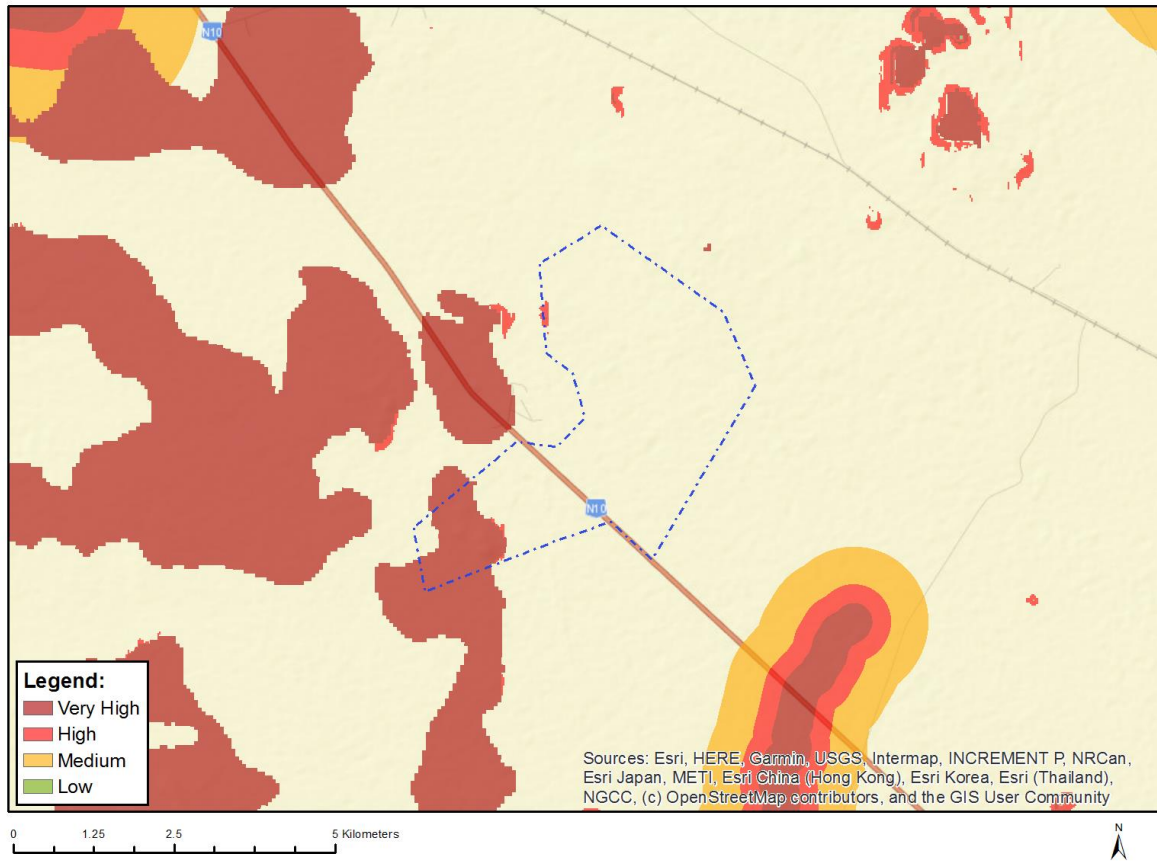 N10
N10
Legend:
Very High
High
Medium
Low
Sources: Esri, HERE, Garmin, USGS, Intermap, INCREMENT P, NRCan,
Esri Japan, METI, Esri China (Hong Kong), Esri Korea, Esri (Thailand),
NGCC, (c) OpenStreetMap contributors, and the GIS User Community
0 1.25 2.5 5 Kilometers
N